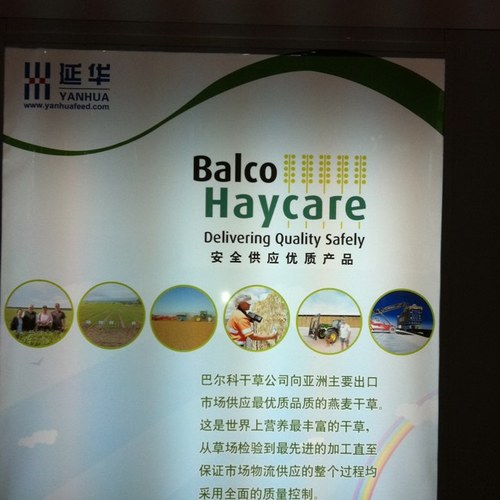 延华
YANHUA
www.yanhuafeed.com
Balco
Haycare
Delivering Quality Safely
安全供应优质产品
巴尔科干草公司向亚洲主要出口
市场供应最优质品质的燕麦干草。
这是世界上营养最丰富的干草，
从草场检验到最先进的加工直至
保证市场物流供应的整个过程均
采用全面的质量控制。